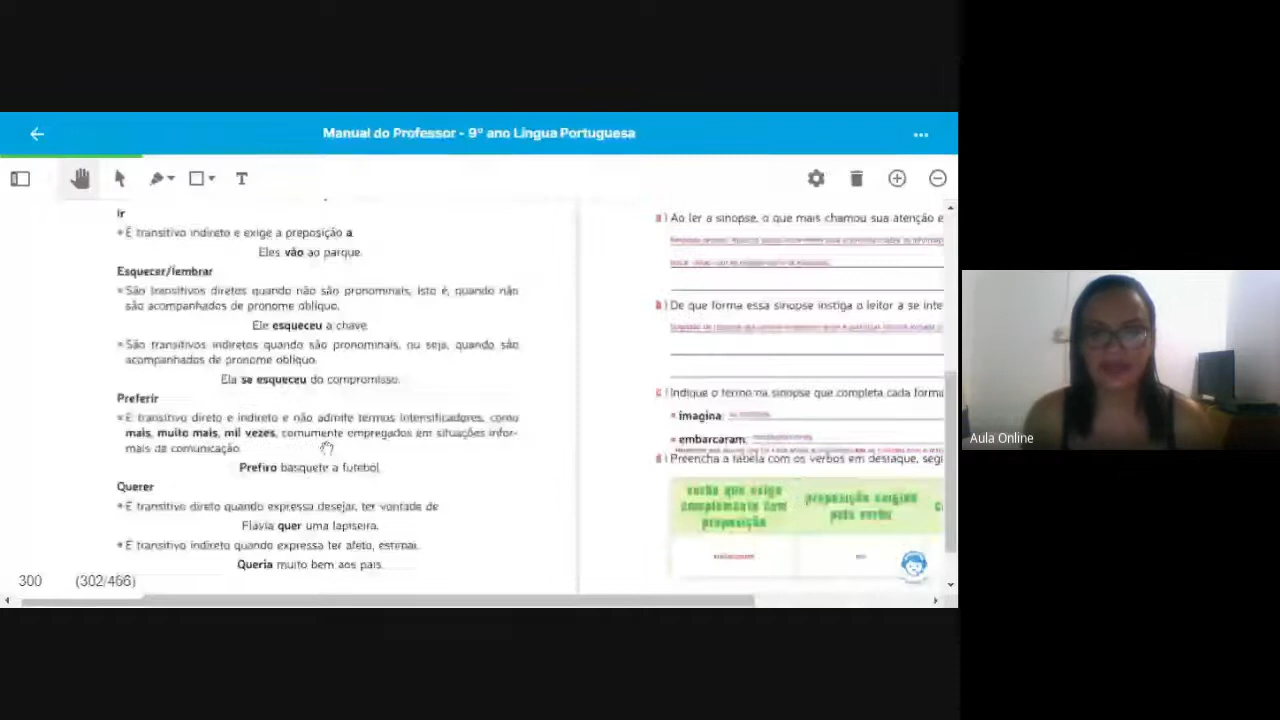 Manual do Professor - 9º ano Língua Portuguesa
T
Ir
É transitivo indireto e exige a preposição a
Eles vão ao parque.
Esquecer/lembrar
São transitivos diretos quando não são pronominais, isto é, quando não
são acompanhados de pronome oblíquo.
Ele esqueceu a chave
São transitivos indiretos quando são pronominais, ou seja, quando são
acompanhados de pronome oblíquo.
Ela se esqueceu do compromisso.
Preferir
É transitivo direto e indireto e não admite termos intensificadores, como
mais, muito mais, mil vezes, comumente empregados em situações infor-
mais de comunicação.
Prefiro basquete a futebol.
Querer
É transitivo direto quando expressa desejar, ter vontade de
Flávia quer uma lapiseira.
É transitivo indireto quando expressa ter afeto, estimar.
Queria muito bem aos pais.
300 (302/466)
a) Ao ler a sinopse, o que mais chamou sua atenção e
b) De que forma essa sinopse instiga o leitor a se inte
c) Indique o termo na sinopse que completa cada forma
imagina:
embarcaram:
d) Preencha a tabela com os verbos em destaque, segi
verbo que exige
complemento com
preposição
preposição exigida
pelo verbo
Aula Online